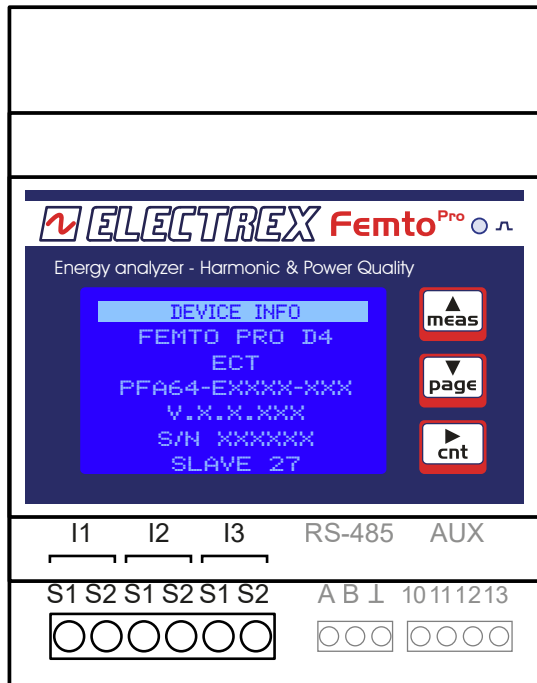 ELECTREX Femto Pro
Energy analyzer - Harmonic & Power Quality
DEVICE INFO
FEMTO PRO D4
ECT
PFA64-EXXXX-XXX
V.X.X.XXX
S/N XXXXXX
SLAVE 27
meas
page
cnt
I1 I2 I3 RS-485 AUX
S1 S2 S1 S2 S1 S2 A B ⊥ 10 11 12 13